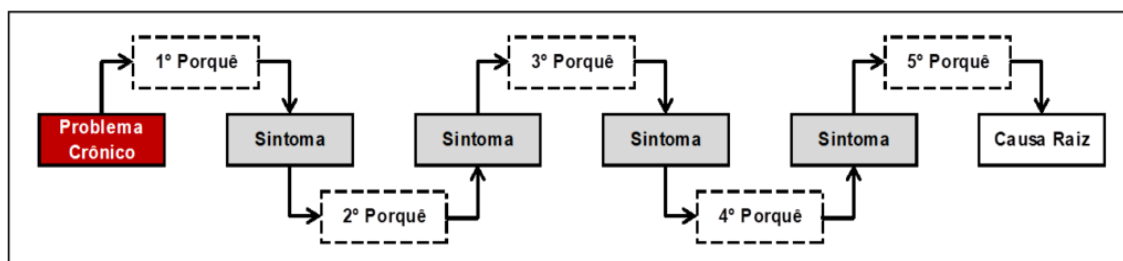 1º Porquê
3º Porquê
5º Porquê
Problema
Crônico
Sintoma
Sintoma
Sintoma
Sintoma
Causa Raiz
2º Porquê
4º Porquê